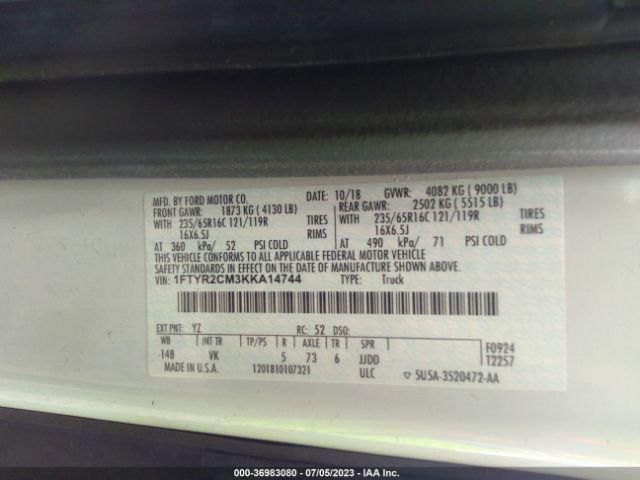 MFD. BY FORD MOTOR CO. DATE: 10/18 GVWR: 4082 KG ( 9000 LB)
FRONT GAWR: 1873 KG ( 4130 LB) REAR GAWR: 2502 KG ( 5515 LB)
WITH 235/65R16C 121/119R TIRES WITH 235/65R16C 121/119R TIRES
16X6.5J RIMS 16X6.5J RIMS
AT 360 kPa/ 52 PSI COLD AT 490 kPa/ 71 PSI COLD
THIS VEHICLE CONFORMS TO ALL APPLICABLE FEDERAL MOTOR VEHICLE
SAFETY STANDARDS IN EFFECT ON THE DATE OF MANUFACTURE SHOWN ABOVE.
VIN: 1FTYR2CM3KKA14744 TYPE: Truck
EXT PNT: YZ RC: 52 DSO:
WB INT TR TP/PS R AXLE TR SPR F0924
148 VK 5 73 6 JJDD T2257
MADE IN U.S.A. 1201810107321 ULC ▽ 5U5A-3520472-AA
000-36983080 - 07/05/2023 - IAA Inc.